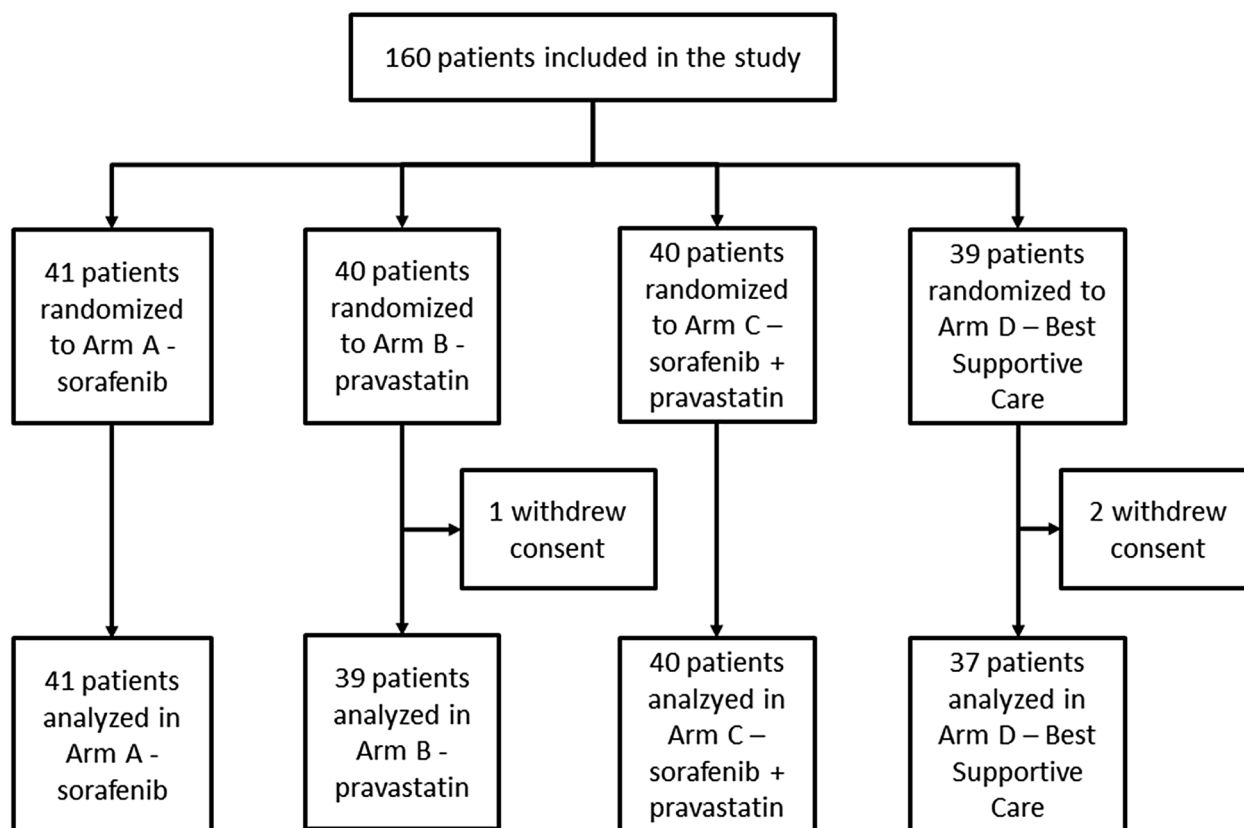 160 patients included in the study
41 patients
randomized
to Arm A -
sorafenib
40 patients
randomized
to Arm B -
pravastatin
40 patients
randomized
to Arm C –
sorafenib +
pravastatin
39 patients
randomized to
Arm D – Best
Supportive
Care
1 withdrew
consent
2 withdrew
consent
41 patients
analyzed in
Arm A -
sorafenib
39 patients
analyzed in
Arm B -
pravastatin
40 patients
analzyed in
Arm C –
sorafenib +
pravastatin
37 patients
analyzed in
Arm D – Best
Supportive
Care